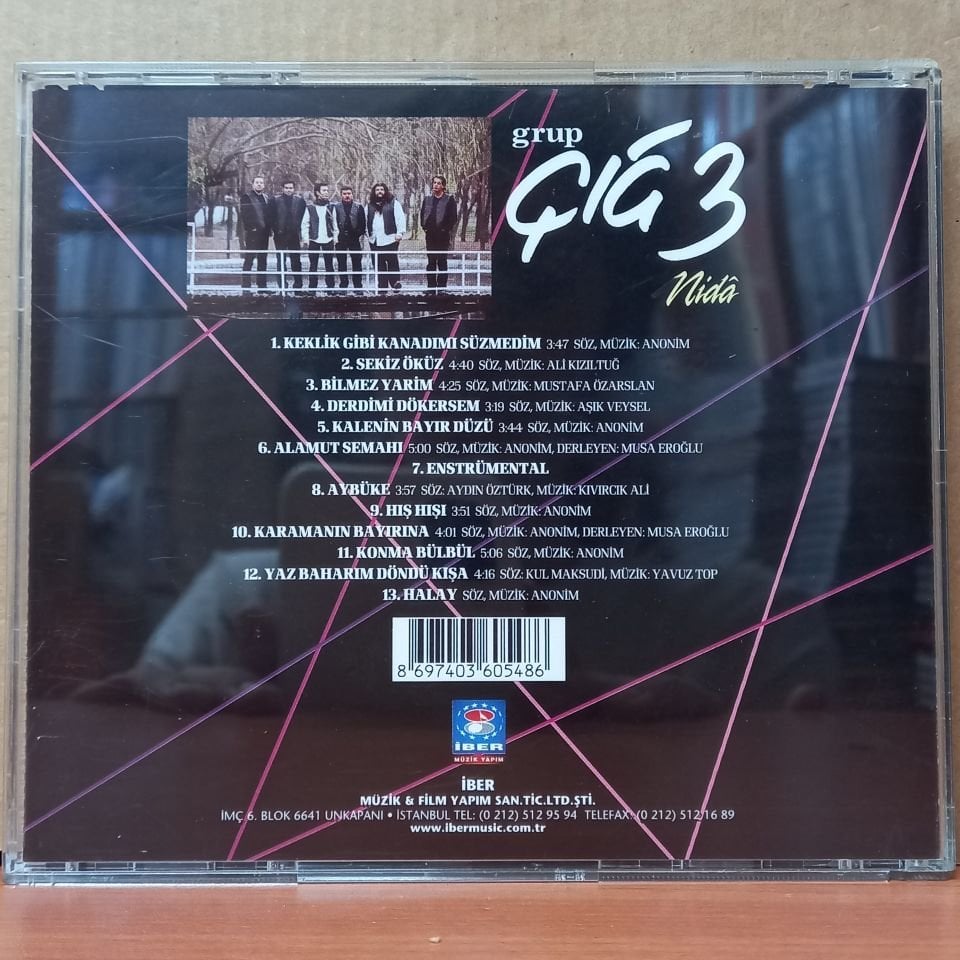 grup
ÇIĞ 3
Nidâ
1. KEKLİK GİBİ KANADIMI SÜZMEDİM 3:47 SÖZ, MÜZİK: ANONİM
2. SEKİZ ÖKÜZ 4:40 SÖZ, MÜZİK: ALİ KIZILTUĞ
3. BİLMEZ YARİM 4:25 SÖZ, MÜZİK: MUSTAFA ÖZARSLAN
4. DERDİMİ DÖKERSEM 3:19 SÖZ, MÜZİK: AŞIK VEYSEL
5. KALENİN BAYIR DÜZÜ 3:44 SÖZ, MÜZİK: ANONİM
6. ALAMUT SEMAHI 5:00 SÖZ, MÜZİK: ANONİM, DERLEYEN: MUSA EROĞLU
7. ENSTRÜMENTAL
8. AYBÜKE 3:57 SÖZ: AYDIN ÖZTÜRK, MÜZİK: KIVIRCIK ALİ
9. HIŞ HIŞI 3:51 SÖZ, MÜZİK: ANONİM
10. KARAMANIN BAYIRINA 4:01 SÖZ, MÜZİK: ANONİM, DERLEYEN: MUSA EROĞLU
11. KONMA BÜLBÜL 5:06 SÖZ, MÜZİK: ANONİM
12. YAZ BAHARIM DÖNDÜ KIŞA 4:16 SÖZ: KUL MAKSUDİ, MÜZİK: YAVUZ TOP
13. HALAY SÖZ, MÜZİK: ANONİM
8 697403 605486
İBER
MÜZİK YAPIM
İBER
MÜZİK & FİLM YAPIM SAN.TİC.LTD.ŞTİ.
İMÇ 6. BLOK 6641 UNKAPANI • İSTANBUL TEL: (0 212) 512 95 94 TELEFAX: (0 212) 512 16 89
www.ibermusic.com.tr